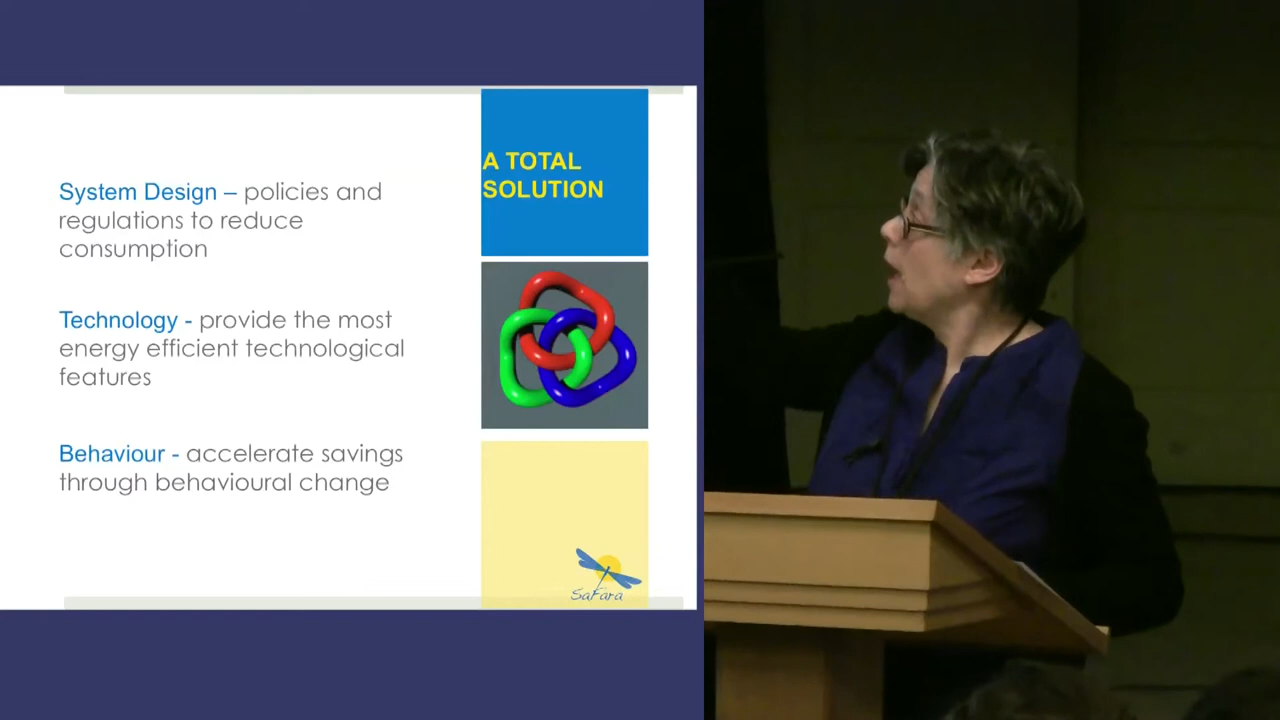 System Design – policies and
regulations to reduce
consumption
Technology - provide the most
energy efficient technological
features
Behaviour - accelerate savings
through behavioural change
A TOTAL
SOLUTION
SaFara